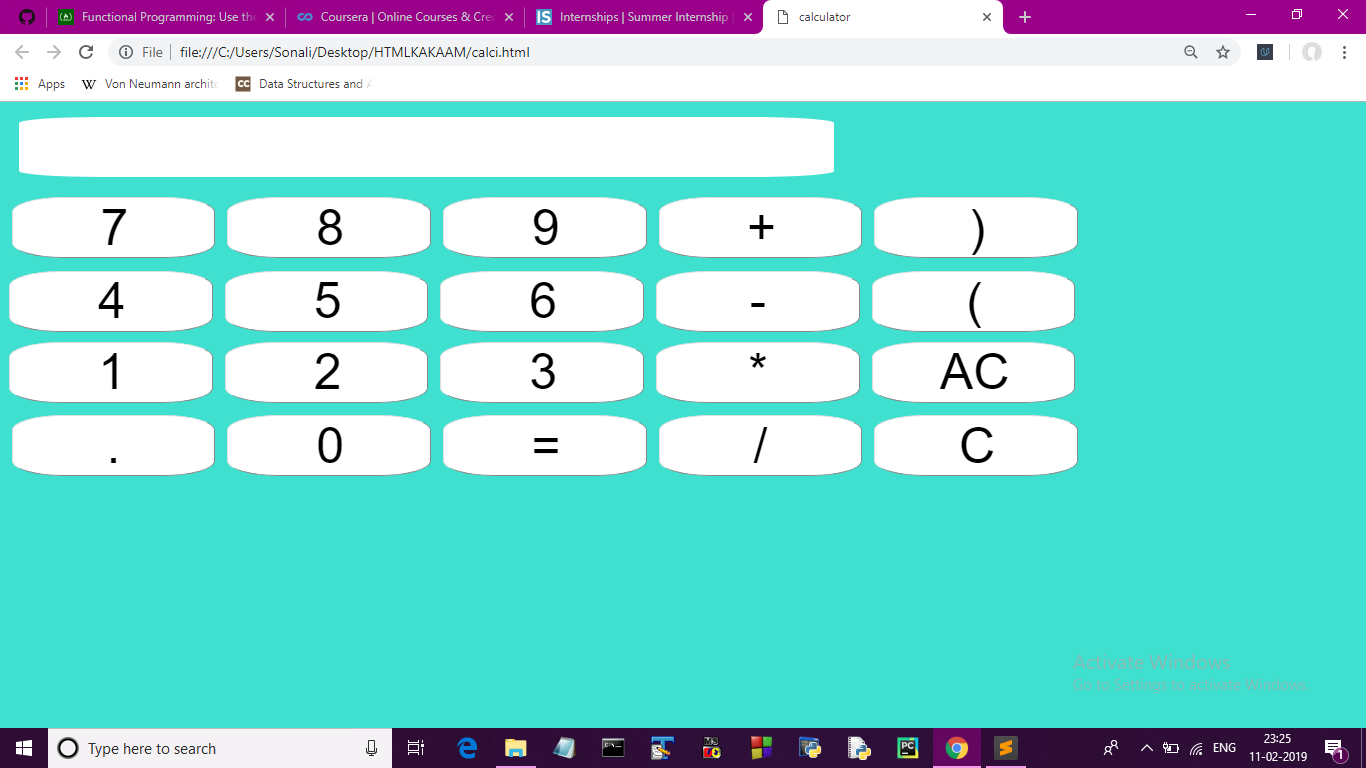 Functional Programming: Use the
Coursera | Online Courses & Cred
Internships | Summer Internship |
calculator
File file:///C:/Users/Sonali/Desktop/HTMLKAKAAM/calci.html
Apps
W Von Neumann archite
CC Data Structures and A
7 8 9 + )
4 5 6 - (
1 2 3 * AC
. 0 = / C
Activate Windows
Go to Settings to activate Windows.
Type here to search
ENG
23:25
11-02-2019
1